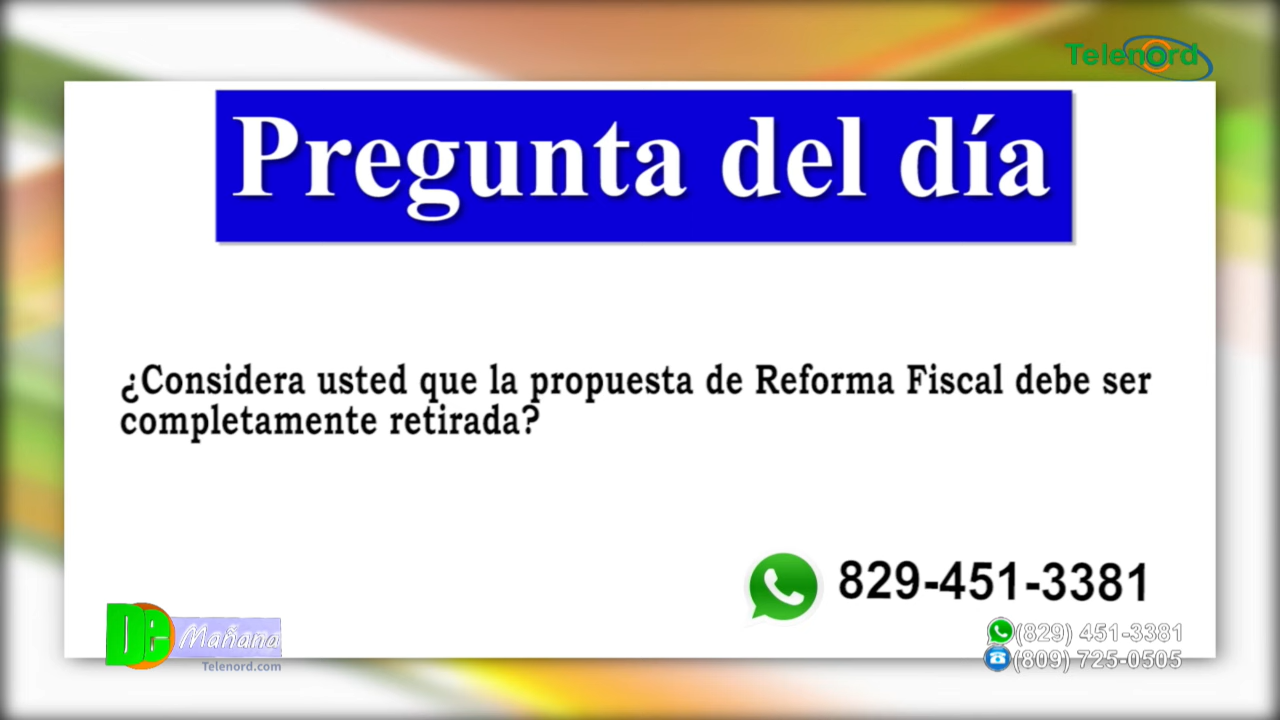 Telenord
Pregunta del día
¿Considera usted que la propuesta de Reforma Fiscal debe ser
completamente retirada?
829-451-3381
De Mañana
Telenord.com
(829) 451-3381
(809) 725-0505